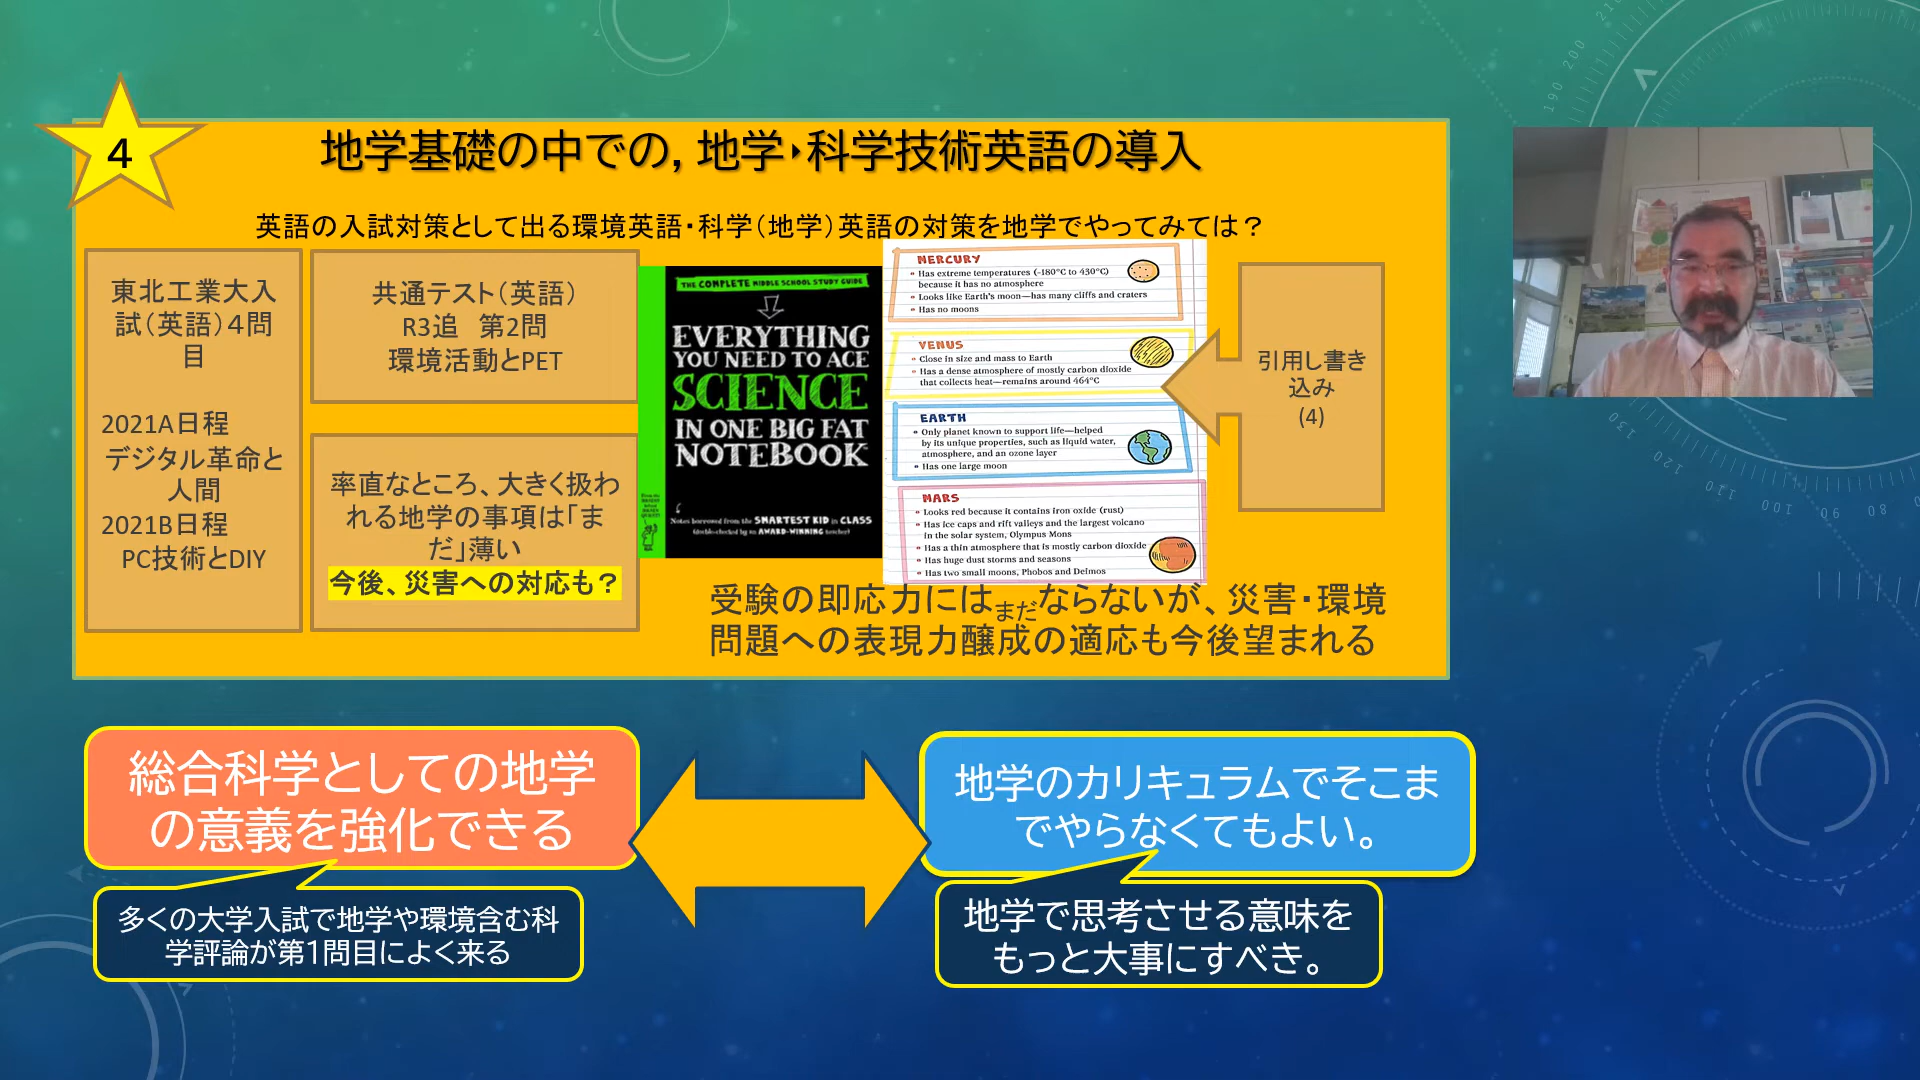 4
地学基礎の中での, 地学・科学技術英語の導入
英語の入試対策として出る環境英語・科学（地学）英語の対策を地学でやってみては？
東北工業大入
試（英語）４問
目
2021A日程
デジタル革命と
人間
2021B日程
PC技術とDIY
共通テスト（英語）
R3追　第2問
環境活動とPET
率直なところ、大きく扱わ
れる地学の事項は「ま
だ」薄い
今後、災害への対応も？
THE COMPLETE MIDDLE SCHOOL STUDY GUIDE
EVERYTHING
YOU NEED TO ACE
SCIENCE
IN ONE BIG FAT
NOTEBOOK
Notes borrowed from the SMARTEST KID in CLASS
(double-checked by an AWARD-WINNING teacher)
MERCURY
• Has extreme temperatures (-180°C to 430°C)
because it has no atmosphere
• Looks like Earth's moon—has many cliffs and craters
• Has no moons
VENUS
• Close in size and mass to Earth
• Has a dense atmosphere of mostly carbon dioxide
that collects heat—remains around 464°C
EARTH
• Only planet known to support life—helped
by its unique properties, such as liquid water,
atmosphere, and an ozone layer
• Has one large moon
MARS
• Looks red because it contains iron oxide (rust)
• Has ice caps and rift valleys and the largest volcano
in the solar system, Olympus Mons
• Has a thin atmosphere that is mostly carbon dioxide
• Has huge dust storms and seasons
• Has two small moons, Phobos and Deimos
引用し書き
込み
(4)
受験の即応力にはまだならないが、災害・環境
問題への表現力醸成の適応も今後望まれる
総合科学としての地学
の意義を強化できる
多くの大学入試で地学や環境含む科
学評論が第１問目によく来る
地学のカリキュラムでそこま
でやらなくてもよい。
地学で思考させる意味を
もっと大事にすべき。